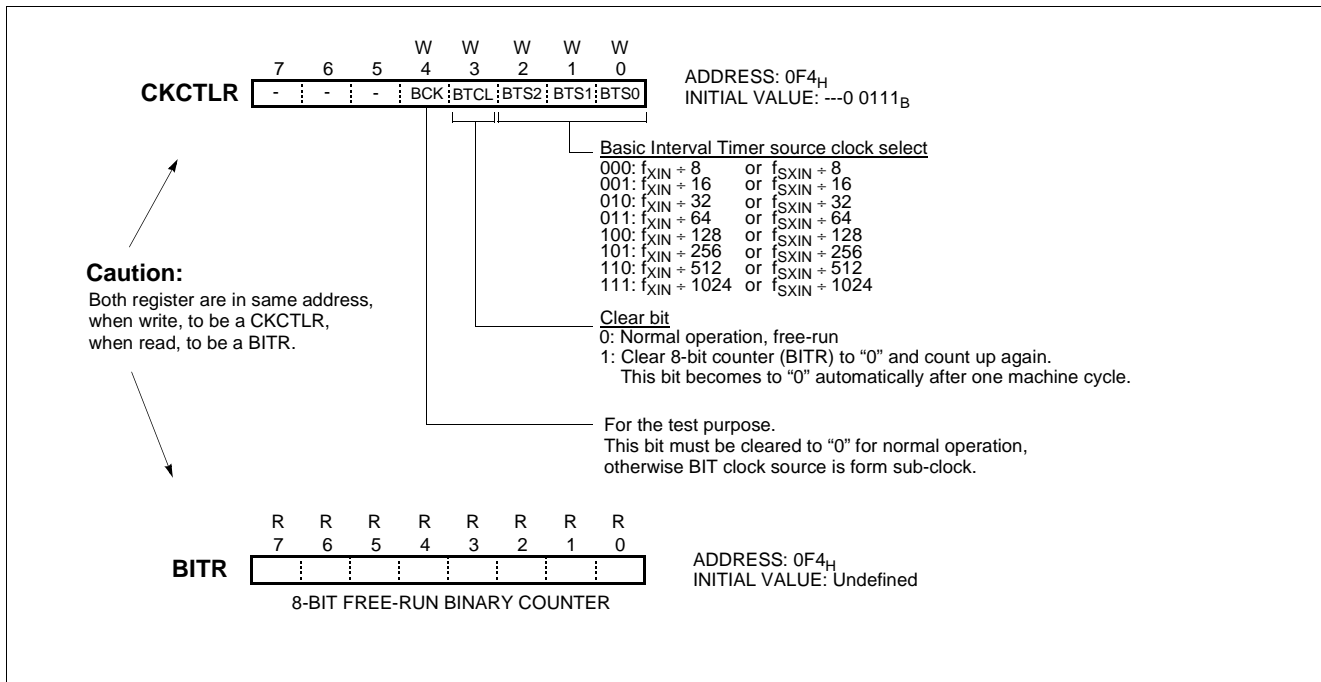 W W W W W
7 6 5 4 3 2 1 0
CKCTLR - - - BCK BTCL BTS2 BTS1 BTS0
ADDRESS: 0F4H
INITIAL VALUE: ---0 0111B
Basic Interval Timer source clock select
000: fXIN ÷ 8 or fSXIN ÷ 8
001: fXIN ÷ 16 or fSXIN ÷ 16
010: fXIN ÷ 32 or fSXIN ÷ 32
011: fXIN ÷ 64 or fSXIN ÷ 64
100: fXIN ÷ 128 or fSXIN ÷ 128
101: fXIN ÷ 256 or fSXIN ÷ 256
110: fXIN ÷ 512 or fSXIN ÷ 512
111: fXIN ÷ 1024 or fSXIN ÷ 1024
Caution:
Both register are in same address,
when write, to be a CKCTLR,
when read, to be a BITR.
Clear bit
0: Normal operation, free-run
1: Clear 8-bit counter (BITR) to “0” and count up again.
This bit becomes to “0” automatically after one machine cycle.
For the test purpose.
This bit must be cleared to “0” for normal operation,
otherwise BIT clock source is form sub-clock.
R R R R R R R R
7 6 5 4 3 2 1 0
BITR
ADDRESS: 0F4H
INITIAL VALUE: Undefined
8-BIT FREE-RUN BINARY COUNTER